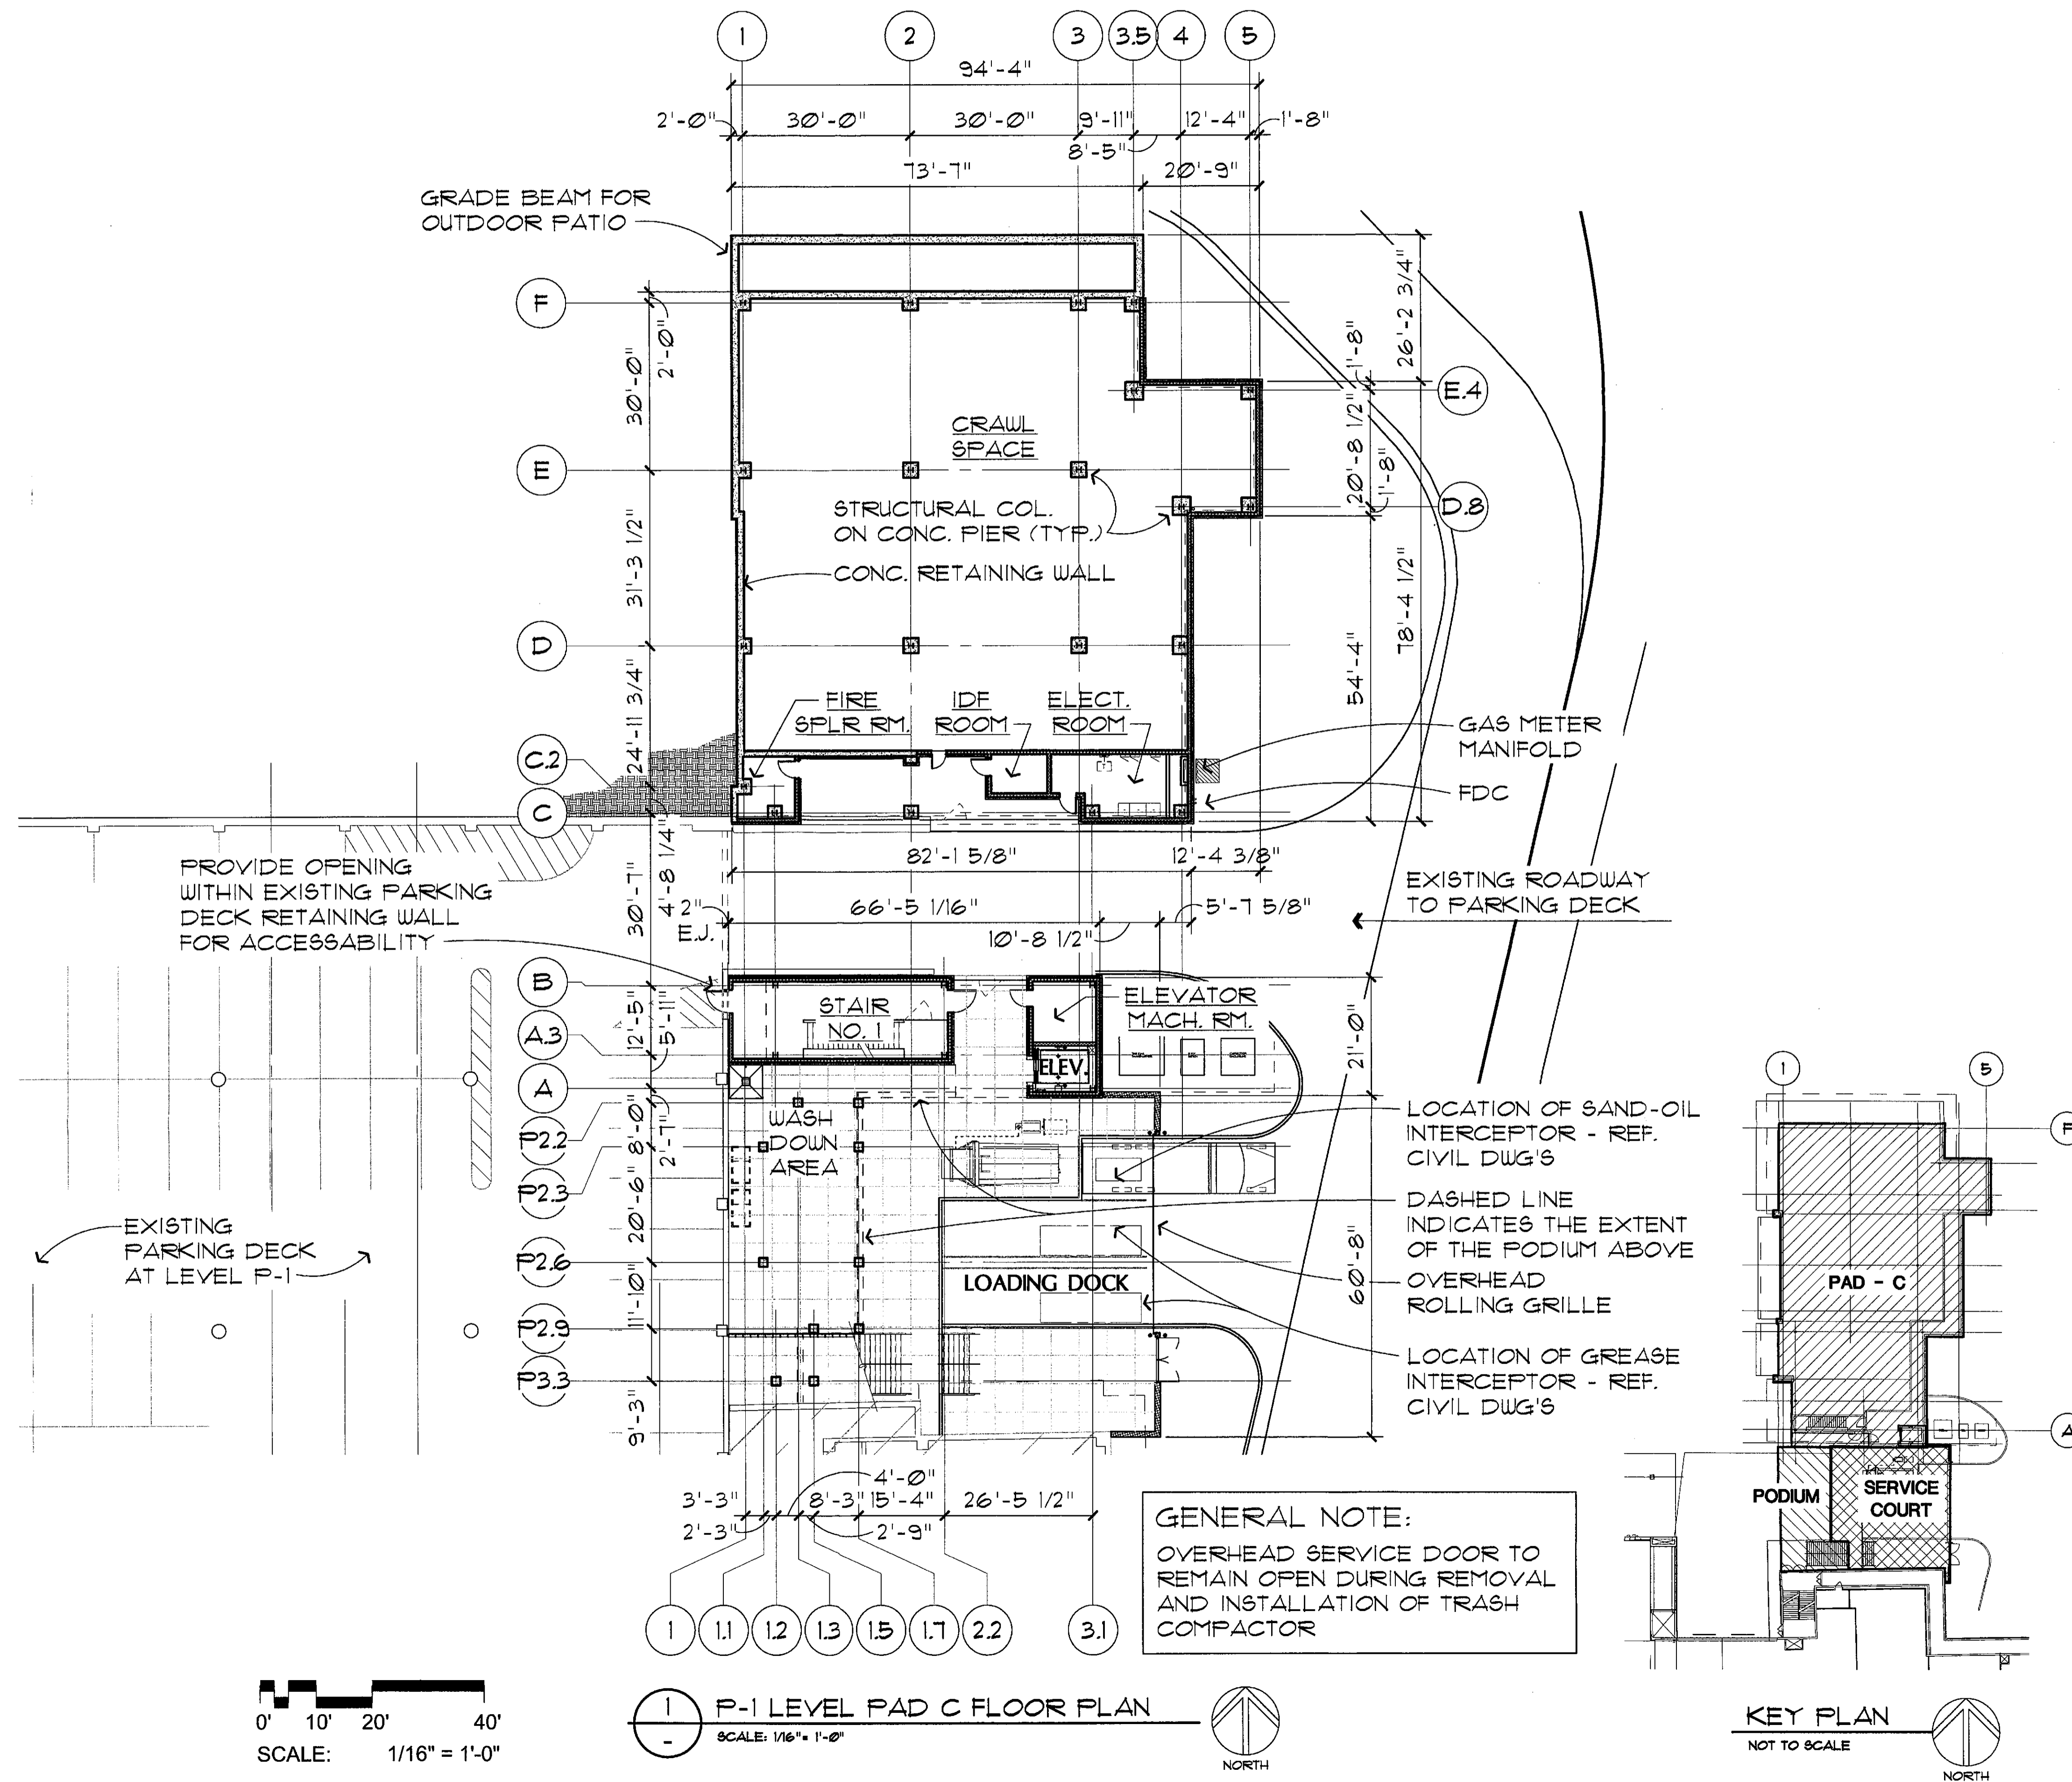 1 2 3 3.5 4 5
94'-4"
2'-0" 30'-0" 30'-0" 9'-11" 12'-4" 1'-8"
8'-5"
73'-7" 20'-9"
GRADE BEAM FOR
OUTDOOR PATIO
F
2'-0"
30'-0"
26'-2 3/4"
1'-8"
E.4
CRAWL
SPACE
20'-8 1/2"
1'-8"
E
D.8
STRUCTURAL COL.
ON CONC. PIER (TYP.)
31'-3 1/2"
CONC. RETAINING WALL
78'-4 1/2"
D
54'-4"
24'-11 3/4"
FIRE
SPLR RM.
IDF
ROOM
ELECT.
ROOM
GAS METER
MANIFOLD
C.2
FDC
C
4'-8 1/4"
82'-1 5/8" 12'-4 3/8"
PROVIDE OPENING
WITHIN EXISTING PARKING
DECK RETAINING WALL
FOR ACCESSABILITY
30'-7"
2"
E.J.
66'-5 1/16" 5'-7 5/8"
10'-8 1/2"
EXISTING ROADWAY
TO PARKING DECK
B
STAIR
NO. 1
ELEVATOR
MACH. RM.
12'-5"
5'-11"
A.3
ELEV.
21'-0"
A
WASH
DOWN
AREA
8'-0"
2'-7"
P2.2
P2.3
LOCATION OF SAND-OIL
INTERCEPTOR - REF.
CIVIL DWG'S
20'-6"
DASHED LINE
INDICATES THE EXTENT
OF THE PODIUM ABOVE
EXISTING
PARKING DECK
AT LEVEL P-1
P2.6
LOADING DOCK
OVERHEAD
ROLLING GRILLE
60'-8"
11'-10"
P2.9
LOCATION OF GREASE
INTERCEPTOR - REF.
CIVIL DWG'S
P3.3
9'-3"
4'-0"
3'-3" 8'-3" 15'-4" 26'-5 1/2"
2'-3" 2'-9"
1 1.1 1.2 1.3 1.5 1.7 2.2 3.1
GENERAL NOTE:
OVERHEAD SERVICE DOOR TO
REMAIN OPEN DURING REMOVAL
AND INSTALLATION OF TRASH
COMPACTOR
1 5
F
PAD - C
A
PODIUM
SERVICE
COURT
0' 10' 20' 40'
SCALE: 1/16" = 1'-0"
1
-
P-1 LEVEL PAD C FLOOR PLAN
SCALE: 1/16" = 1'-0"
NORTH
KEY PLAN
NOT TO SCALE
NORTH